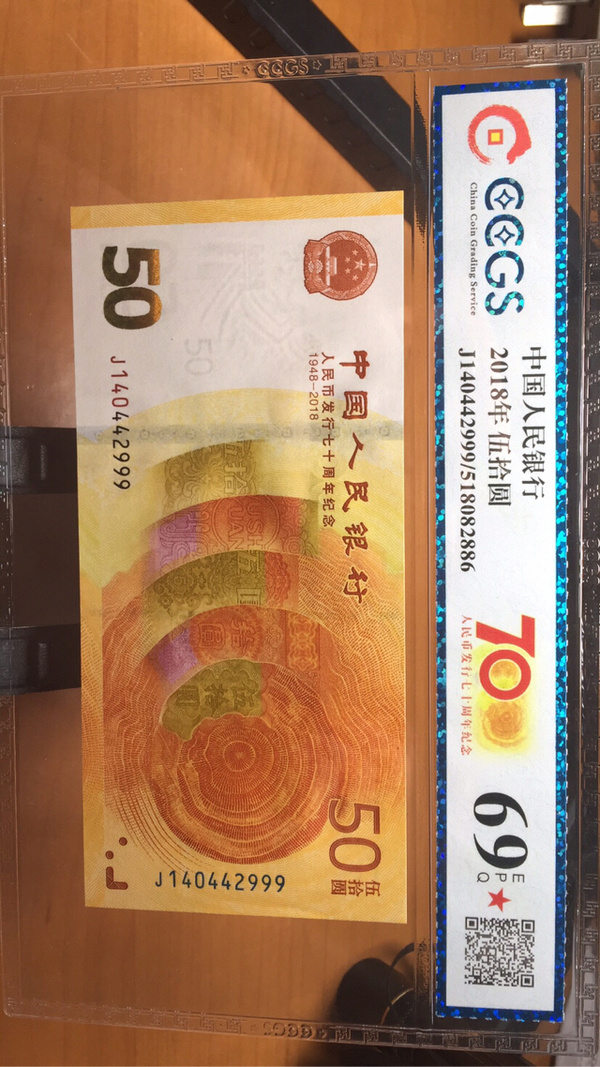 CCGS
China Coin Grading Service
中国人民银行
2018年 伍拾圆
J140442999/518082886
70
人民币发行七十周年纪念
69
EPQ
中国人民银行
人民币发行七十周年纪念
1948-2018
50
J140442999
50
伍拾圆
J140442999
50
CCGS
CCGS